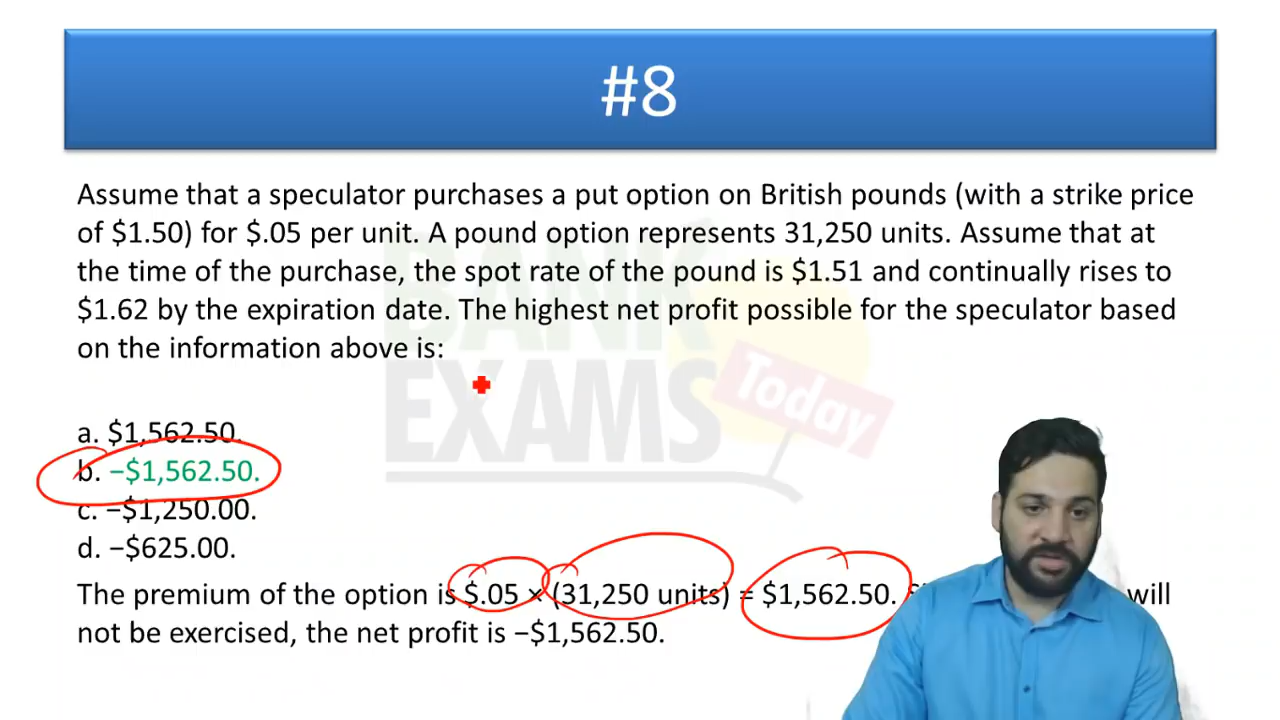 #8
Assume that a speculator purchases a put option on British pounds (with a strike price
of $1.50) for $.05 per unit. A pound option represents 31,250 units. Assume that at
the time of the purchase, the spot rate of the pound is $1.51 and continually rises to
$1.62 by the expiration date. The highest net profit possible for the speculator based
on the information above is:
BANK
EXAMS
Today
a. $1,562.50.
b. −$1,562.50.
c. −$1,250.00.
d. −$625.00.
The premium of the option is $.05 × (31,250 units) = $1,562.50. will
not be exercised, the net profit is −$1,562.50.